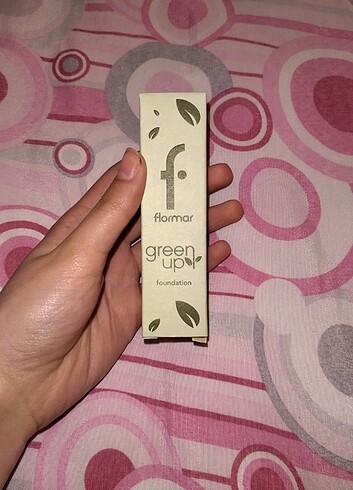 f
flormar
green
up
foundation